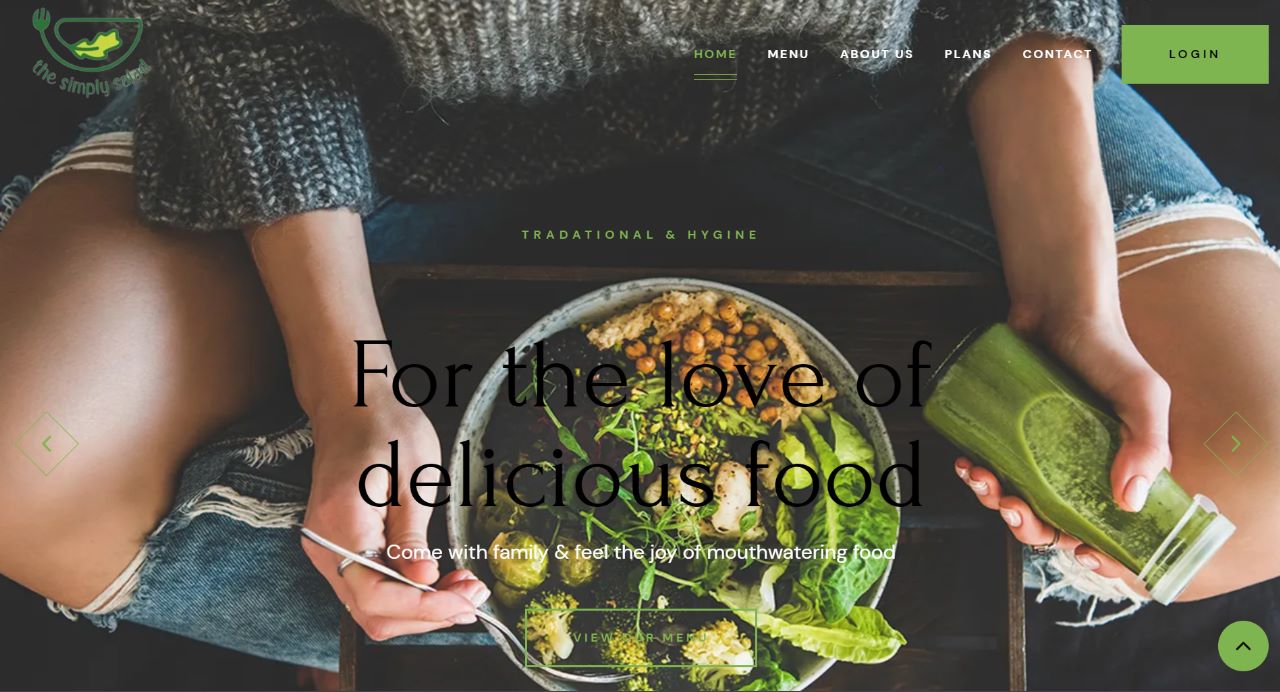 the simply salad
HOME MENU ABOUT US PLANS CONTACT LOGIN
TRADATIONAL & HYGINE
For the love of
delicious food
Come with family & feel the joy of mouthwatering food
VIEW OUR MENU